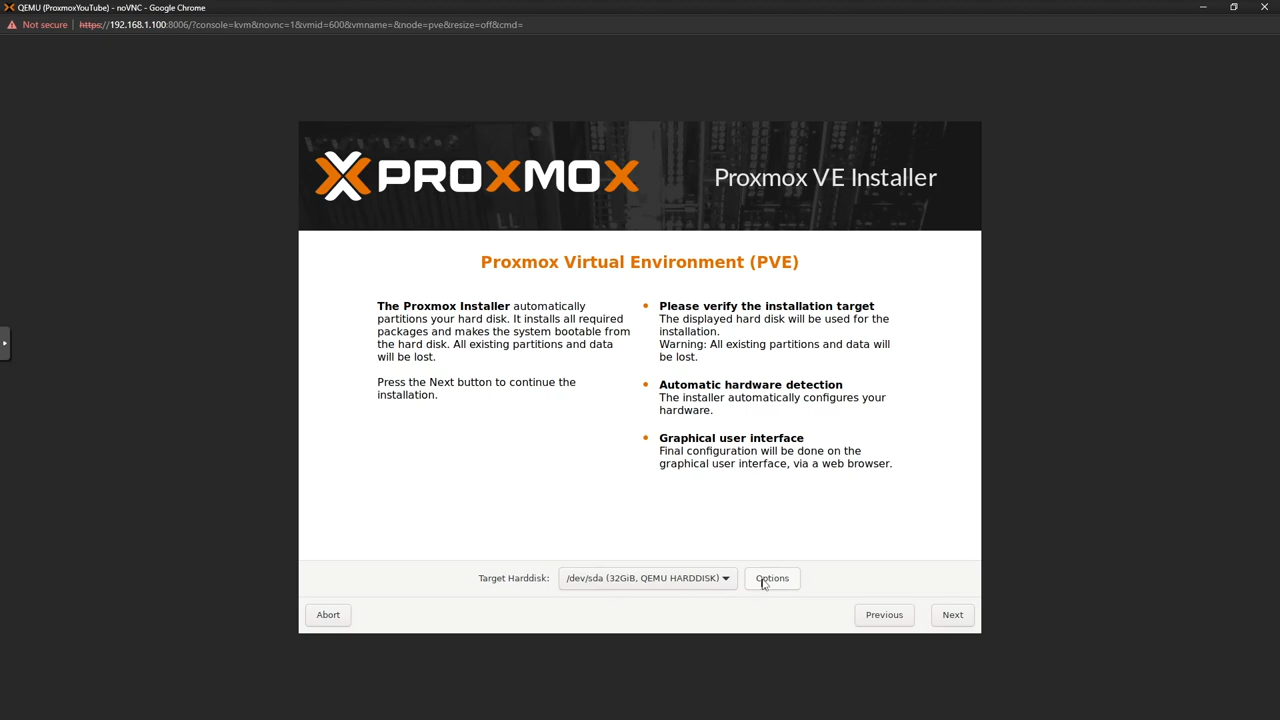 QEMU (ProxmoxYouTube) - noVNC - Google Chrome
Not secure
https://192.168.1.100:8006/?console=kvm&novnc=1&vmid=600&vmname=&node=pve&resize=off&cmd=
PROXMOX
Proxmox VE Installer
Proxmox Virtual Environment (PVE)
The Proxmox Installer automatically
partitions your hard disk. It installs all required
packages and makes the system bootable from
the hard disk. All existing partitions and data
will be lost.
Press the Next button to continue the
installation.
• Please verify the installation target
The displayed hard disk will be used for the
installation.
Warning: All existing partitions and data will
be lost.
• Automatic hardware detection
The installer automatically configures your
hardware.
• Graphical user interface
Final configuration will be done on the
graphical user interface, via a web browser.
Target Harddisk:
/dev/sda (32GiB, QEMU HARDDISK)
Options
Abort
Previous
Next